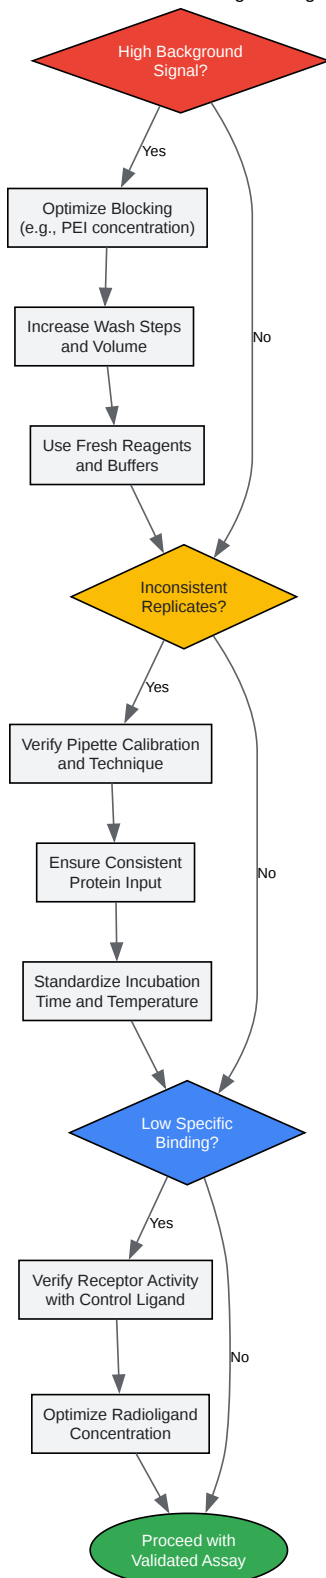 High Background
Signal?
Yes
Optimize Blocking
(e.g., PEI concentration)
Increase Wash Steps
and Volume
No
Use Fresh Reagents
and Buffers
Inconsistent
Replicates?
Yes
Verify Pipette Calibration
and Technique
Ensure Consistent
Protein Input
No
Standardize Incubation
Time and Temperature
Low Specific
Binding?
Yes
Verify Receptor Activity
with Control Ligand
No
Optimize Radioligand
Concentration
Proceed with
Validated Assay